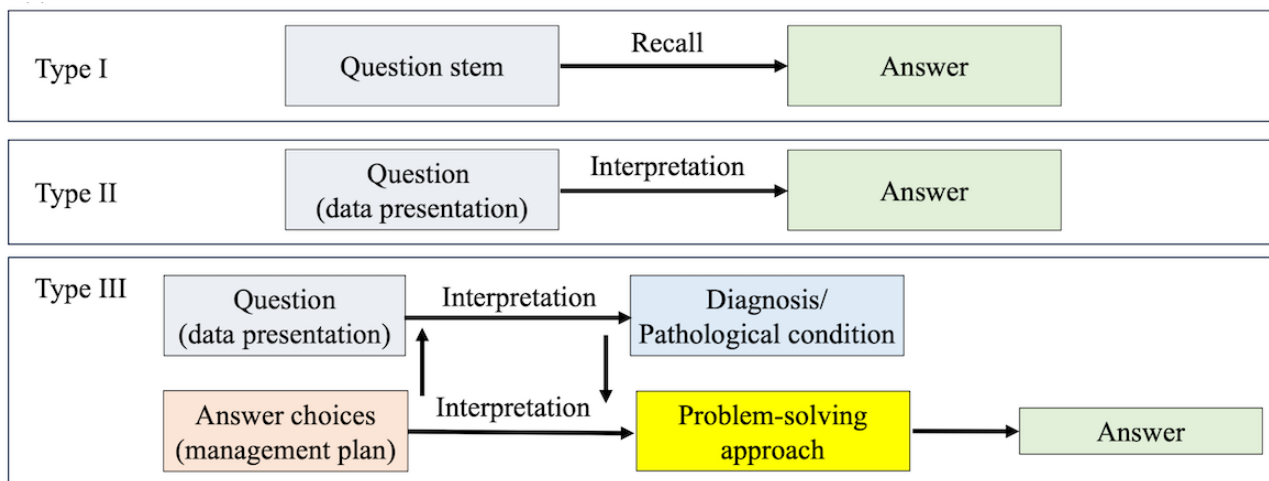 Type I
Question stem
Recall
Answer
Type II
Question
(data presentation)
Interpretation
Answer
Type III
Question
(data presentation)
Interpretation
Diagnosis/
Pathological condition
Answer choices
(management plan)
Interpretation
Problem-solving
approach
Answer